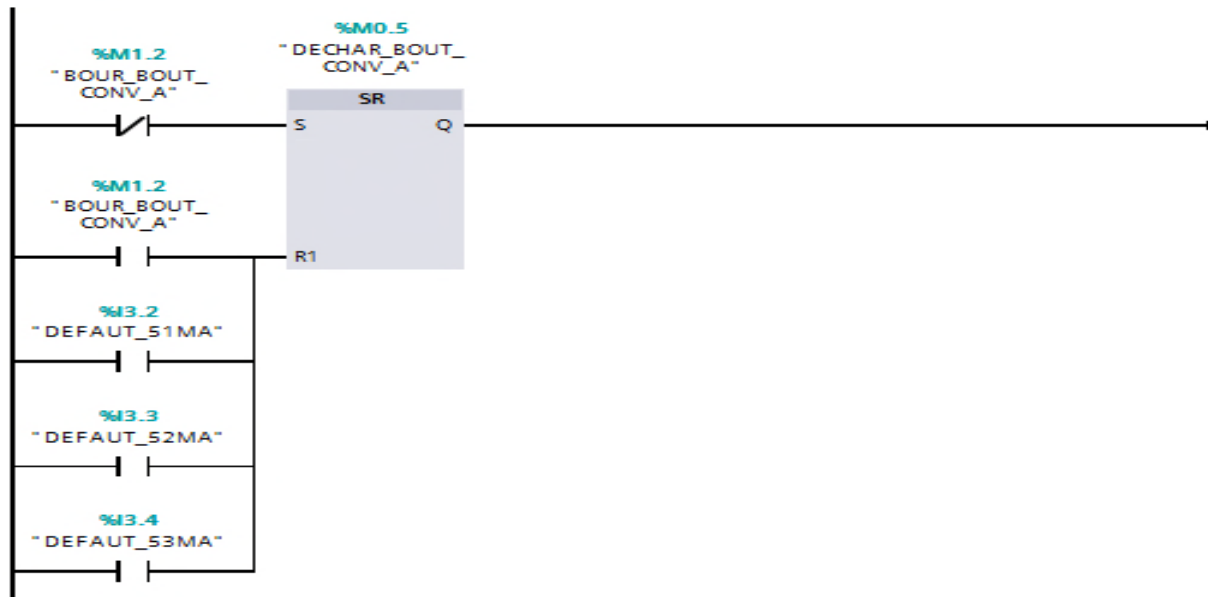 %M0.5
"DECHAR_BOUT_
CONV_A"
%M1.2
"BOUR_BOUT_
CONV_A"
SR
S
Q
%M1.2
"BOUR_BOUT_
CONV_A"
R1
%I3.2
"DEFAUT_51MA"
%I3.3
"DEFAUT_52MA"
%I3.4
"DEFAUT_53MA"